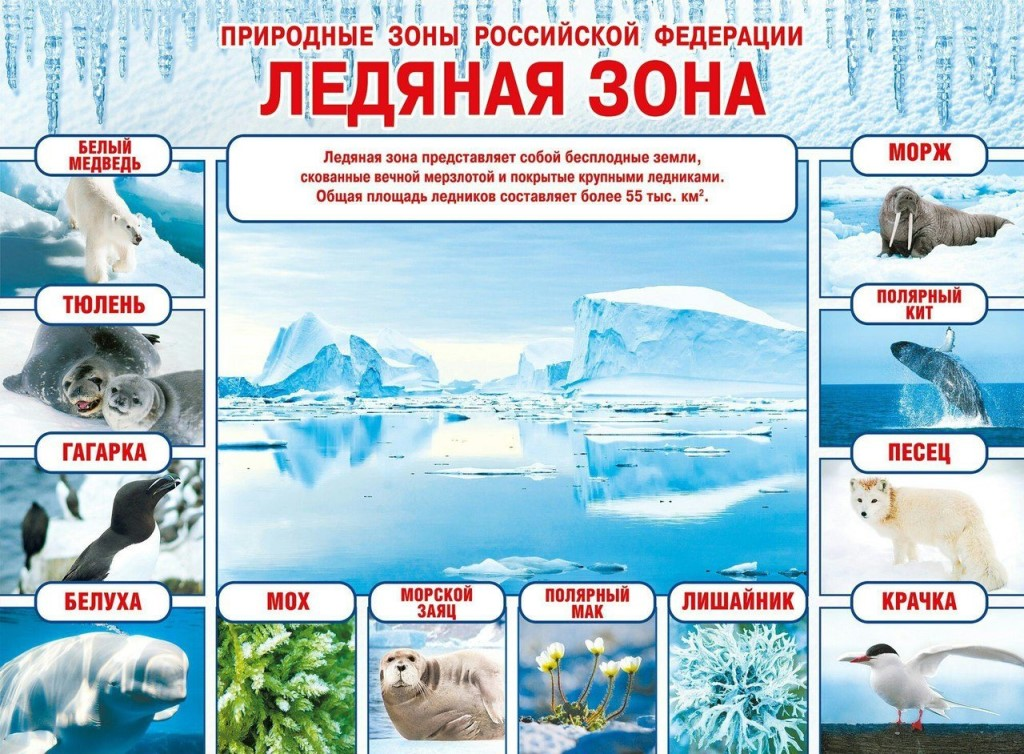 ПРИРОДНЫЕ ЗОНЫ РОССИЙСКОЙ ФЕДЕРАЦИИ
ЛЕДЯНАЯ ЗОНА
Ледяная зона представляет собой бесплодные земли,
скованные вечной мерзлотой и покрытые крупными ледниками.
Общая площадь ледников составляет более 55 тыс. км².
БЕЛЫЙ
МЕДВЕДЬ
МОРЖ
ТЮЛЕНЬ
ПОЛЯРНЫЙ
КИТ
ГАГАРКА
ПЕСЕЦ
БЕЛУХА
МОХ
МОРСКОЙ
ЗАЯЦ
ПОЛЯРНЫЙ
МАК
ЛИШАЙНИК
КРАЧКА